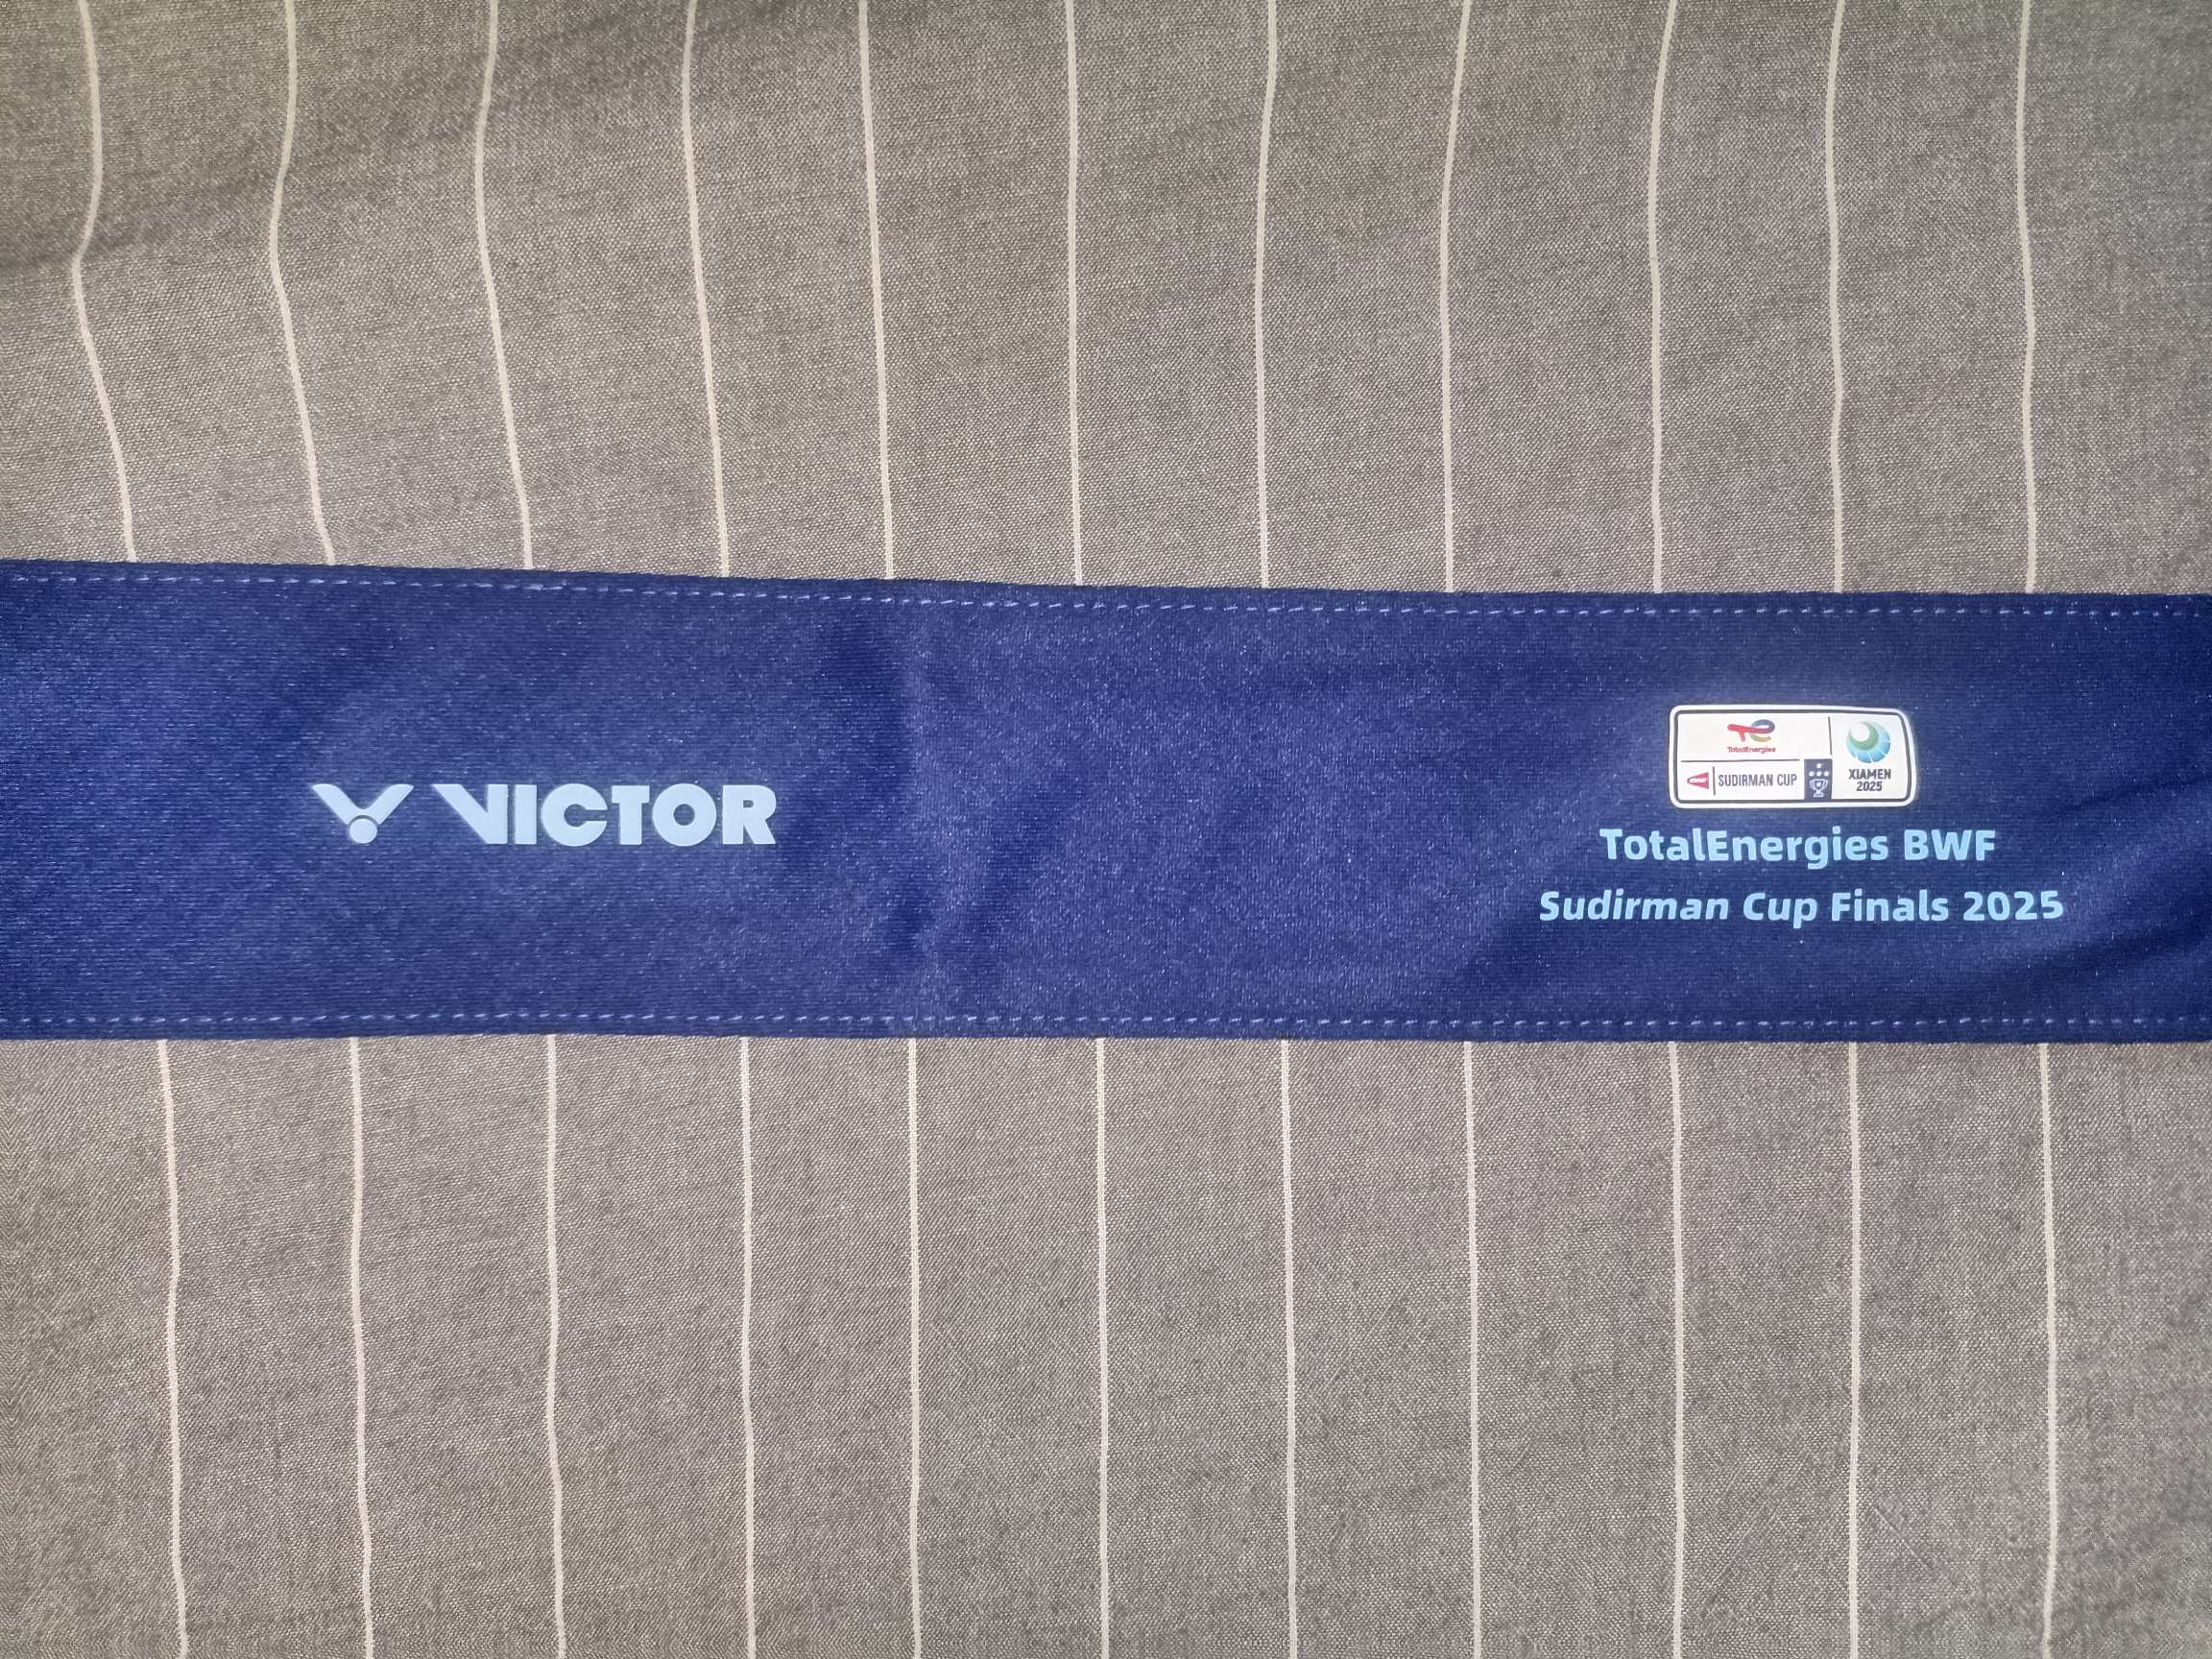 VICTOR
TotalEnergies
SUDIRMAN CUP
XIAMEN
2025
TotalEnergies BWF
Sudirman Cup Finals 2025